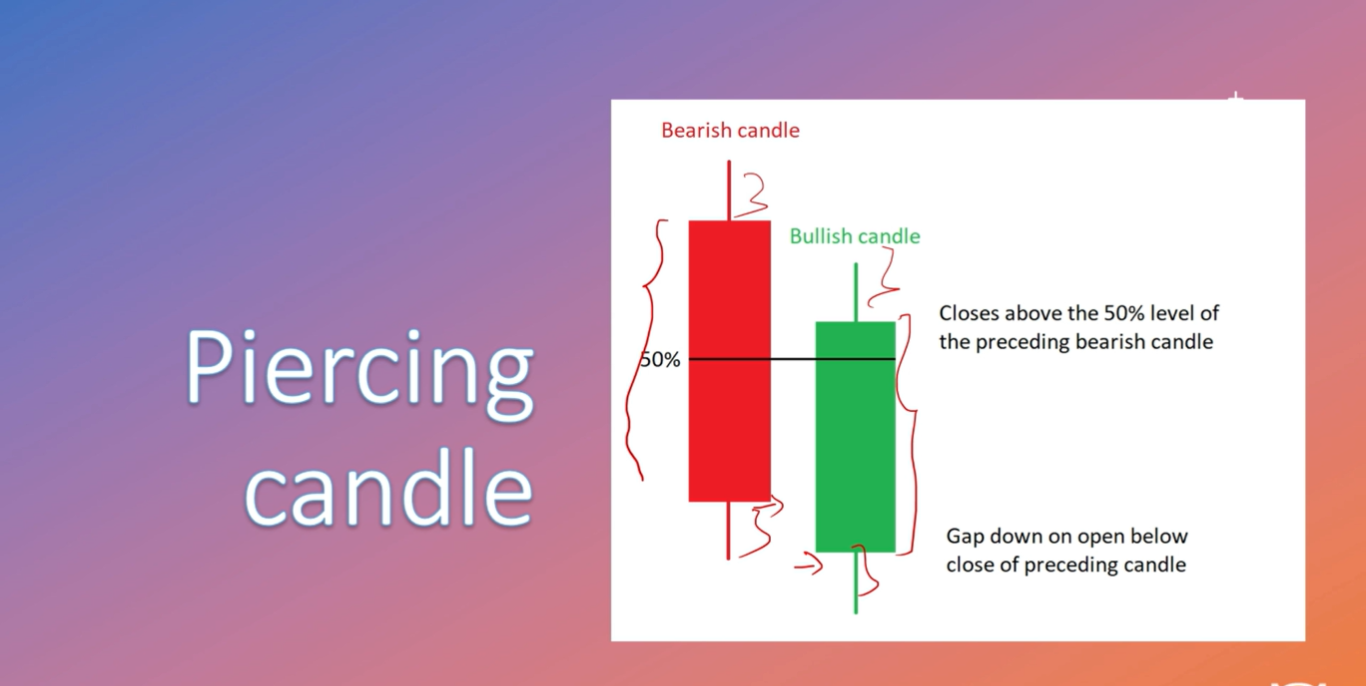 Piercing
candle
Bearish candle
Bullish candle
50%
Closes above the 50% level of
the preceding bearish candle
Gap down on open below
close of preceding candle